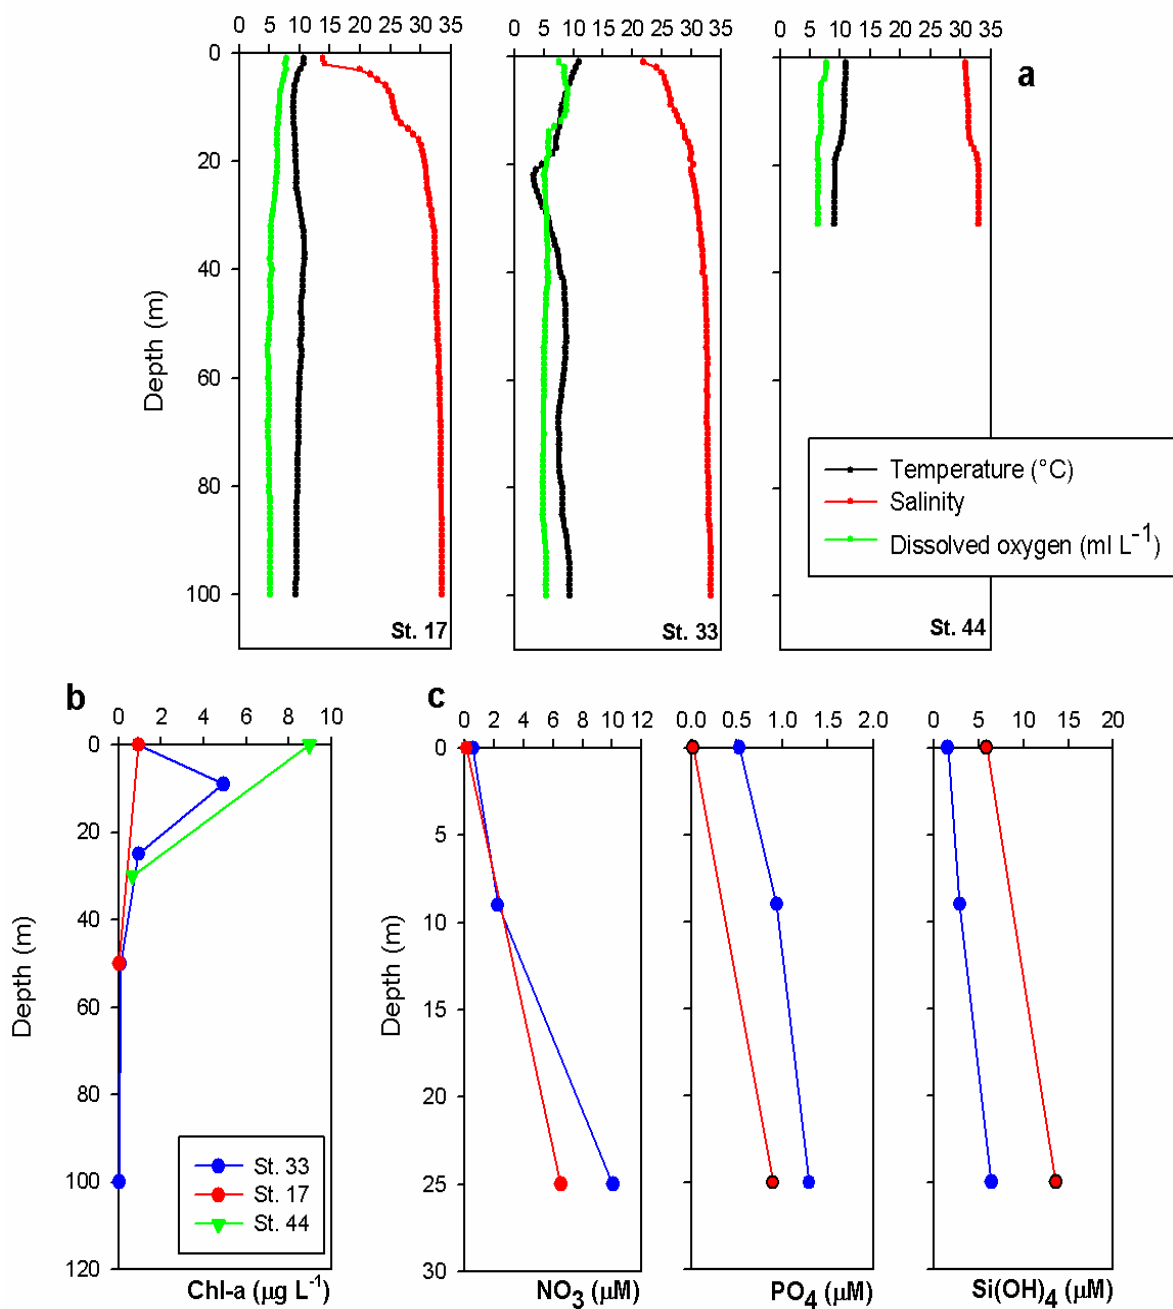 0 5 10 15 20 25 30 35
0 5 10 15 20 25 30 35
0 5 10 15 20 25 30 35
a
0
20
40
60
80
100
Depth (m)
Temperature (°C)
Salinity
Dissolved oxygen (ml L⁻¹)
St. 17
St. 33
St. 44
b
0 2 4 6 8 10
0
20
40
60
80
100
120
Depth (m)
St. 33
St. 17
St. 44
Chl-a (µg L⁻¹)
c
0 2 4 6 8 10 12
0.0 0.5 1.0 1.5 2.0
0 5 10 15 20
0
5
10
15
20
25
30
Depth (m)
NO₃ (µM)
PO₄ (µM)
Si(OH)₄ (µM)